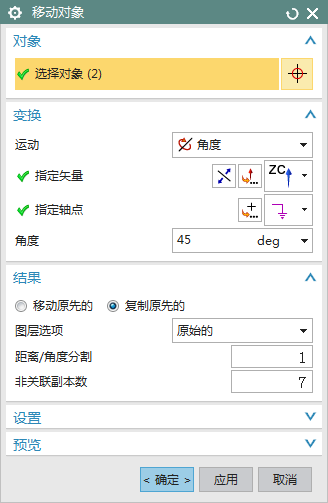 移动对象
对象
选择对象 (2)
变换
运动 角度
指定矢量 ZC
指定轴点
角度 45 deg
结果
移动原先的 复制原先的
图层选项 原始的
距离/角度分割 1
非关联副本数 7
设置
预览
< 确定 > 应用 取消